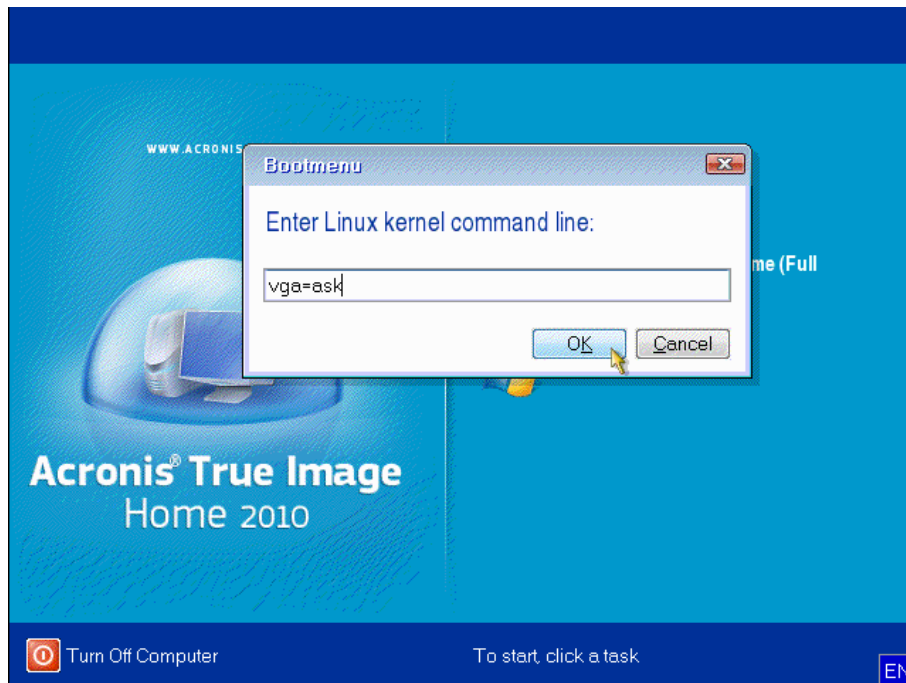 WWW.ACRONIS
Bootmenu
Enter Linux kernel command line:
me (Full
vga=ask
OK
Cancel
Acronis® True Image
Home 2010
Turn Off Computer
To start, click a task
EN